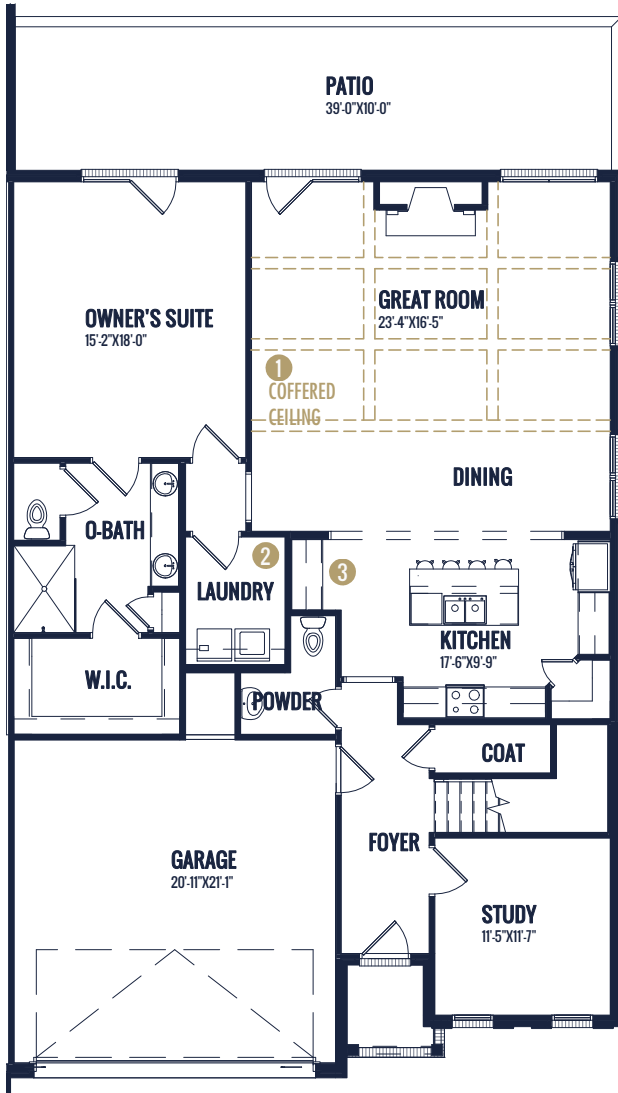 PATIO
39'-0"X10'-0"
OWNER'S SUITE
15'-2"X18'-0"
GREAT ROOM
23'-4"X16'-5"
1
COFFERED
CEILING
DINING
O-BATH
2
LAUNDRY
3
KITCHEN
17'-6"X9'-9"
W.I.C.
POWDER
COAT
FOYER
GARAGE
20'-11"X21'-1"
STUDY
11'-5"X11'-7"